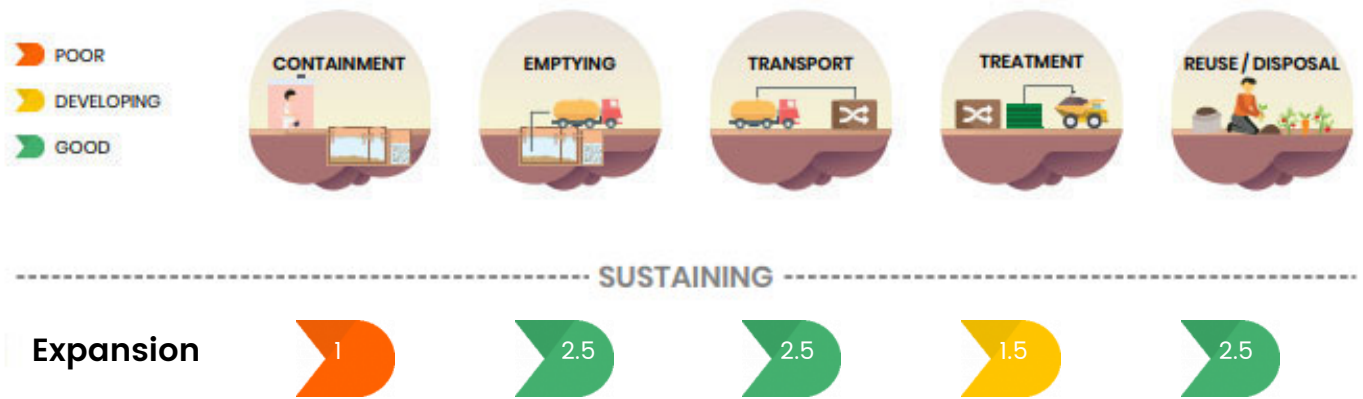 POOR
DEVELOPING
GOOD
CONTAINMENT EMPTYING TRANSPORT TREATMENT REUSE / DISPOSAL
SUSTAINING
Expansion 1 2.5 2.5 1.5 2.5